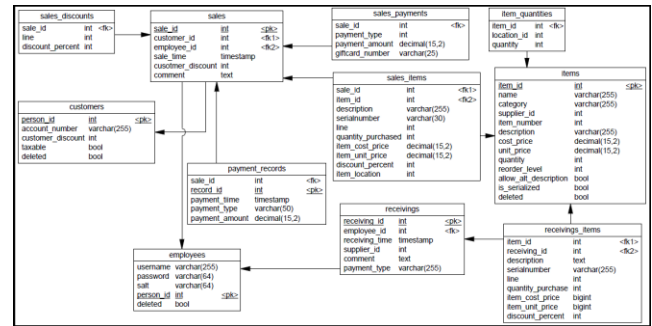 sales_discounts
sale_id int <fk>
line int
discount_percent int
sales
sale_id int <pk>
customer_id int <fk1>
employee_id int <fk2>
sale_time timestamp
cusotmer_discount int
comment text
sales_payments
sale_id int <fk>
payment_type int
payment_amount decimal(15,2)
giftcard_number varchar(25)
item_quantities
item_id int <fk>
location_id int
quantity int
sales_items
sale_id int <fk1>
item_id int <fk2>
description varchar(255)
serialnumber varchar(30)
line int
quantity_purchased int
item_cost_price decimal(15,2)
item_unit_price decimal(15,2)
discount_percent int
item_location int
items
item_id int <pk>
name varchar(255)
category varchar(255)
supplier_id int
item_number int
description varchar(255)
cost_price decimal(15,2)
unit_price decimal(15,2)
quantity int
reorder_level int
allow_alt_description bool
is_serialized bool
deleted bool
customers
person_id int <pk>
account_number varchar(255)
customer_discount int
taxable bool
deleted bool
payment_records
sale_id int <fk>
record_id int <pk>
payment_tiime timestamp
payment_type varchar(50)
payment_amount decimal(15,2)
receivings
receiving_id int <pk>
employee_id int <fk>
receiving_time timestamp
supplier_id int
comment text
payment_type varchar(255)
receivings_items
item_id int <fk1>
receiving_id int <fk2>
description text
serialnumber varchar(255)
line int
quantity_purchase int
item_cost_price bigint
item_unit_price bigint
discount_percent int
employees
username varchar(255)
password varchar(64)
salt varchar(64)
person_id int <pk>
deleted bool